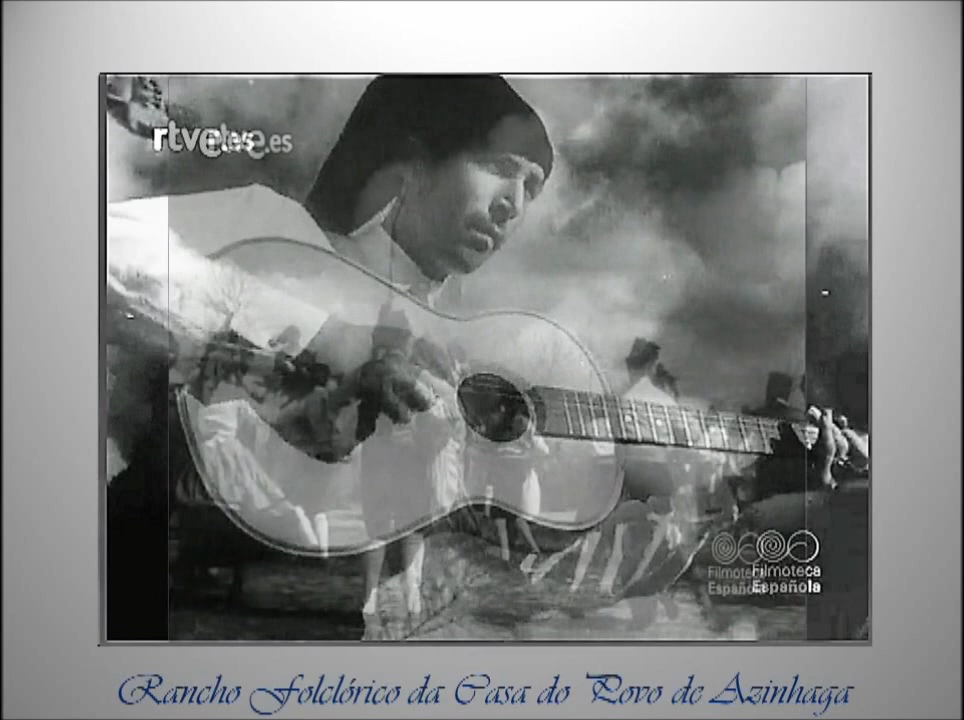 rtve.es
Filmoteca
Española
Rancho Folclórico da Casa do Povo de Azinhaga